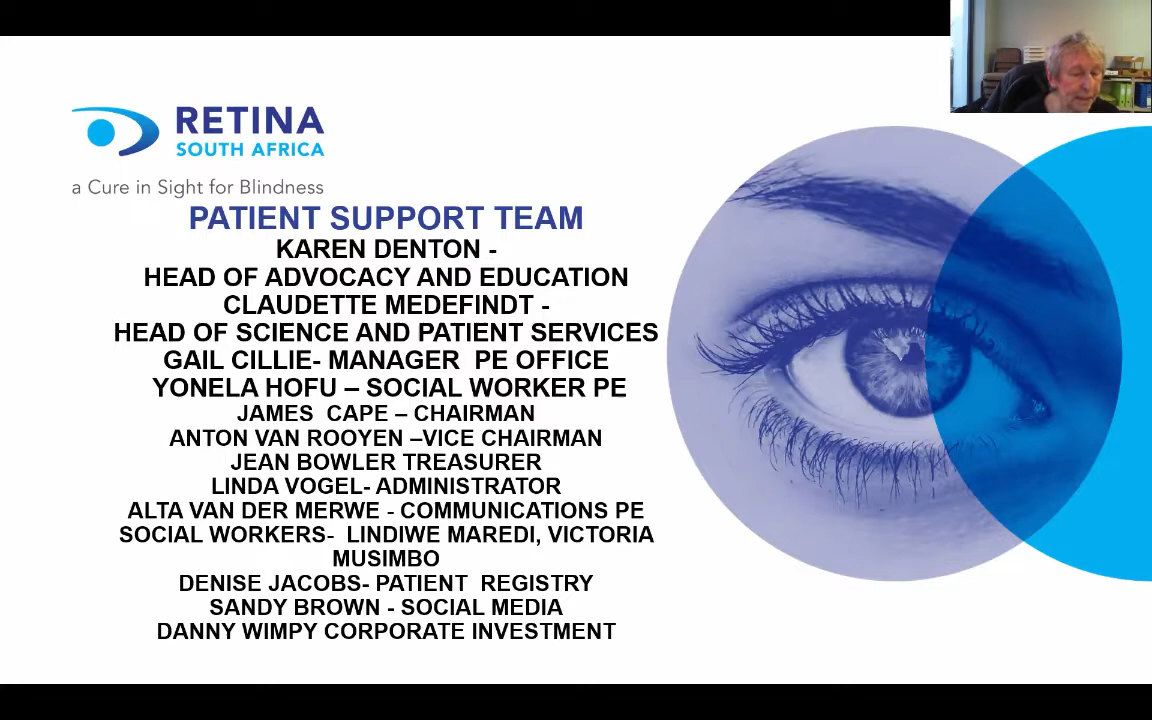 RETINA
SOUTH AFRICA
a Cure in Sight for Blindness
PATIENT SUPPORT TEAM
KAREN DENTON -
HEAD OF ADVOCACY AND EDUCATION
CLAUDETTE MEDEFINDT -
HEAD OF SCIENCE AND PATIENT SERVICES
GAIL CILLIE- MANAGER  PE OFFICE
YONELA HOFU – SOCIAL WORKER PE
JAMES  CAPE – CHAIRMAN
ANTON VAN ROOYEN –VICE CHAIRMAN
JEAN BOWLER TREASURER
LINDA VOGEL- ADMINISTRATOR
ALTA VAN DER MERWE - COMMUNICATIONS PE
SOCIAL WORKERS-  LINDIWE MAREDI, VICTORIA
MUSIMBO
DENISE JACOBS- PATIENT  REGISTRY
SANDY BROWN - SOCIAL MEDIA
DANNY WIMPY CORPORATE INVESTMENT